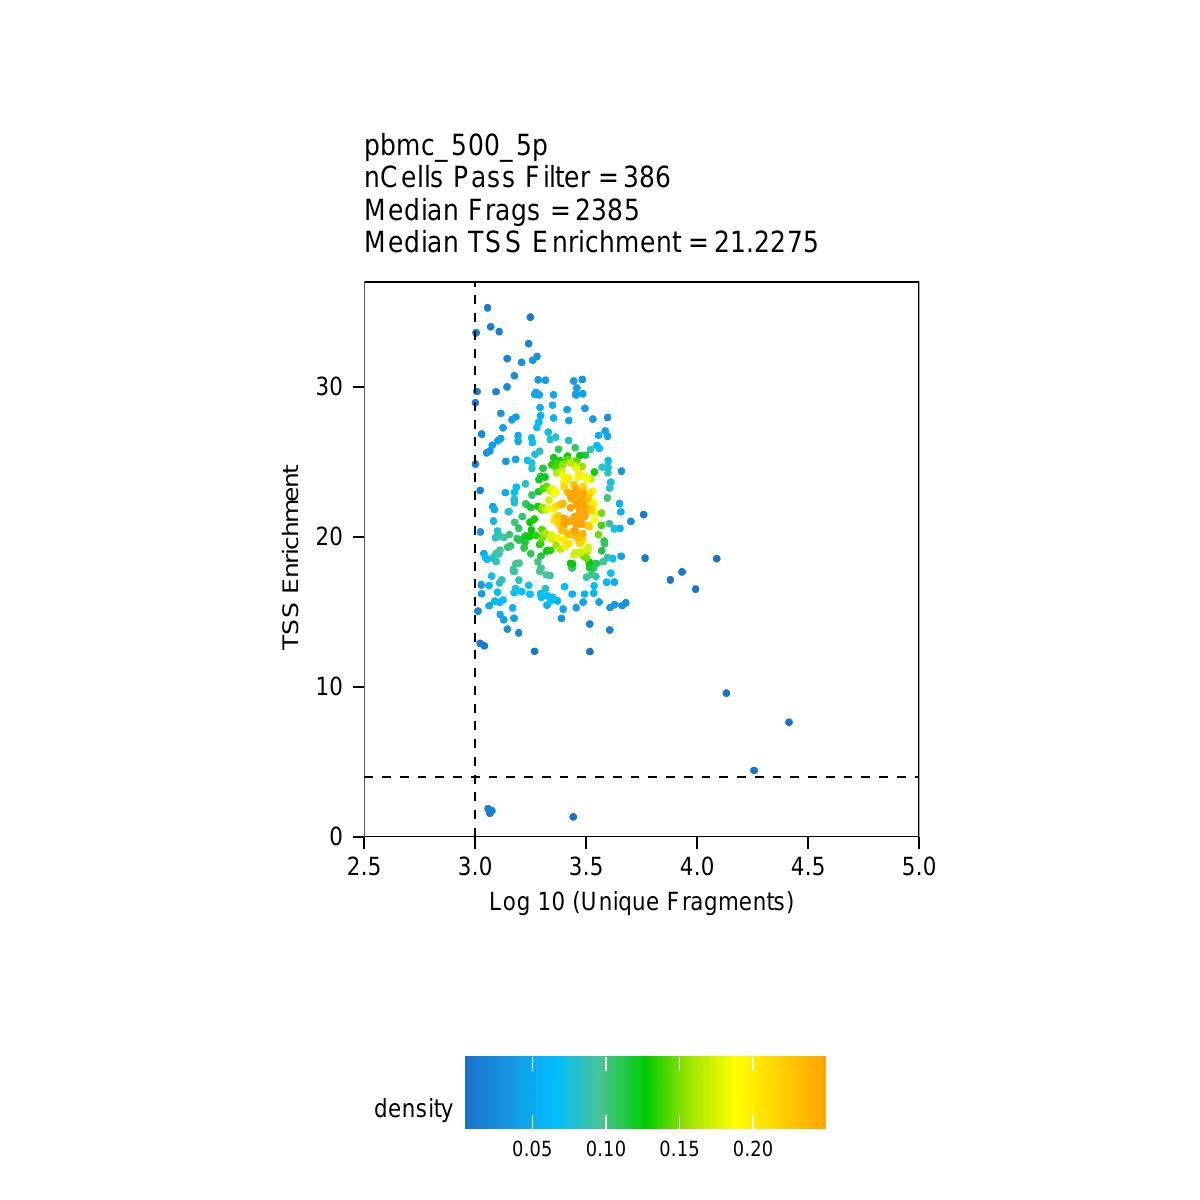 pbmc_500_5p
nCells Pass Filter = 386
Median Frags = 2385
Median TSS Enrichment = 21.2275
30
20
10
0
TSS Enrichment
2.5 3.0 3.5 4.0 4.5 5.0
Log 10 (Unique Fragments)
density
0.05 0.10 0.15 0.20